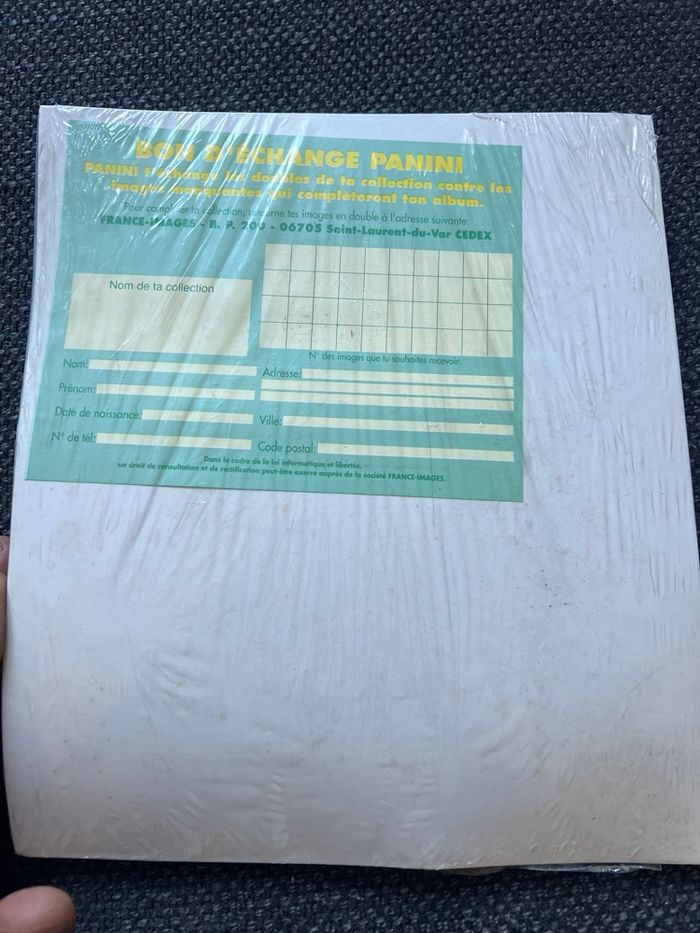 BON D'ÉCHANGE PANINI
PANINI t'échange les doubles de ta collection contre les
images manquantes qui compléteront ton album.
Pour compléter ta collection, retourne tes images en double à l'adresse suivante:
FRANCE-IMAGES - B. P. 200 - 06705 Saint-Laurent-du-Var CEDEX
Nom de ta collection
N° des images que tu souhaites recevoir.
Nom:
Adresse:
Prénom:
Date de naissance:
Ville:
N° de tél:
Code postal:
Dans le cadre de la loi informatique et libertés,
un droit de consultation et de rectification peut-être exercé auprès de la société FRANCE-IMAGES.